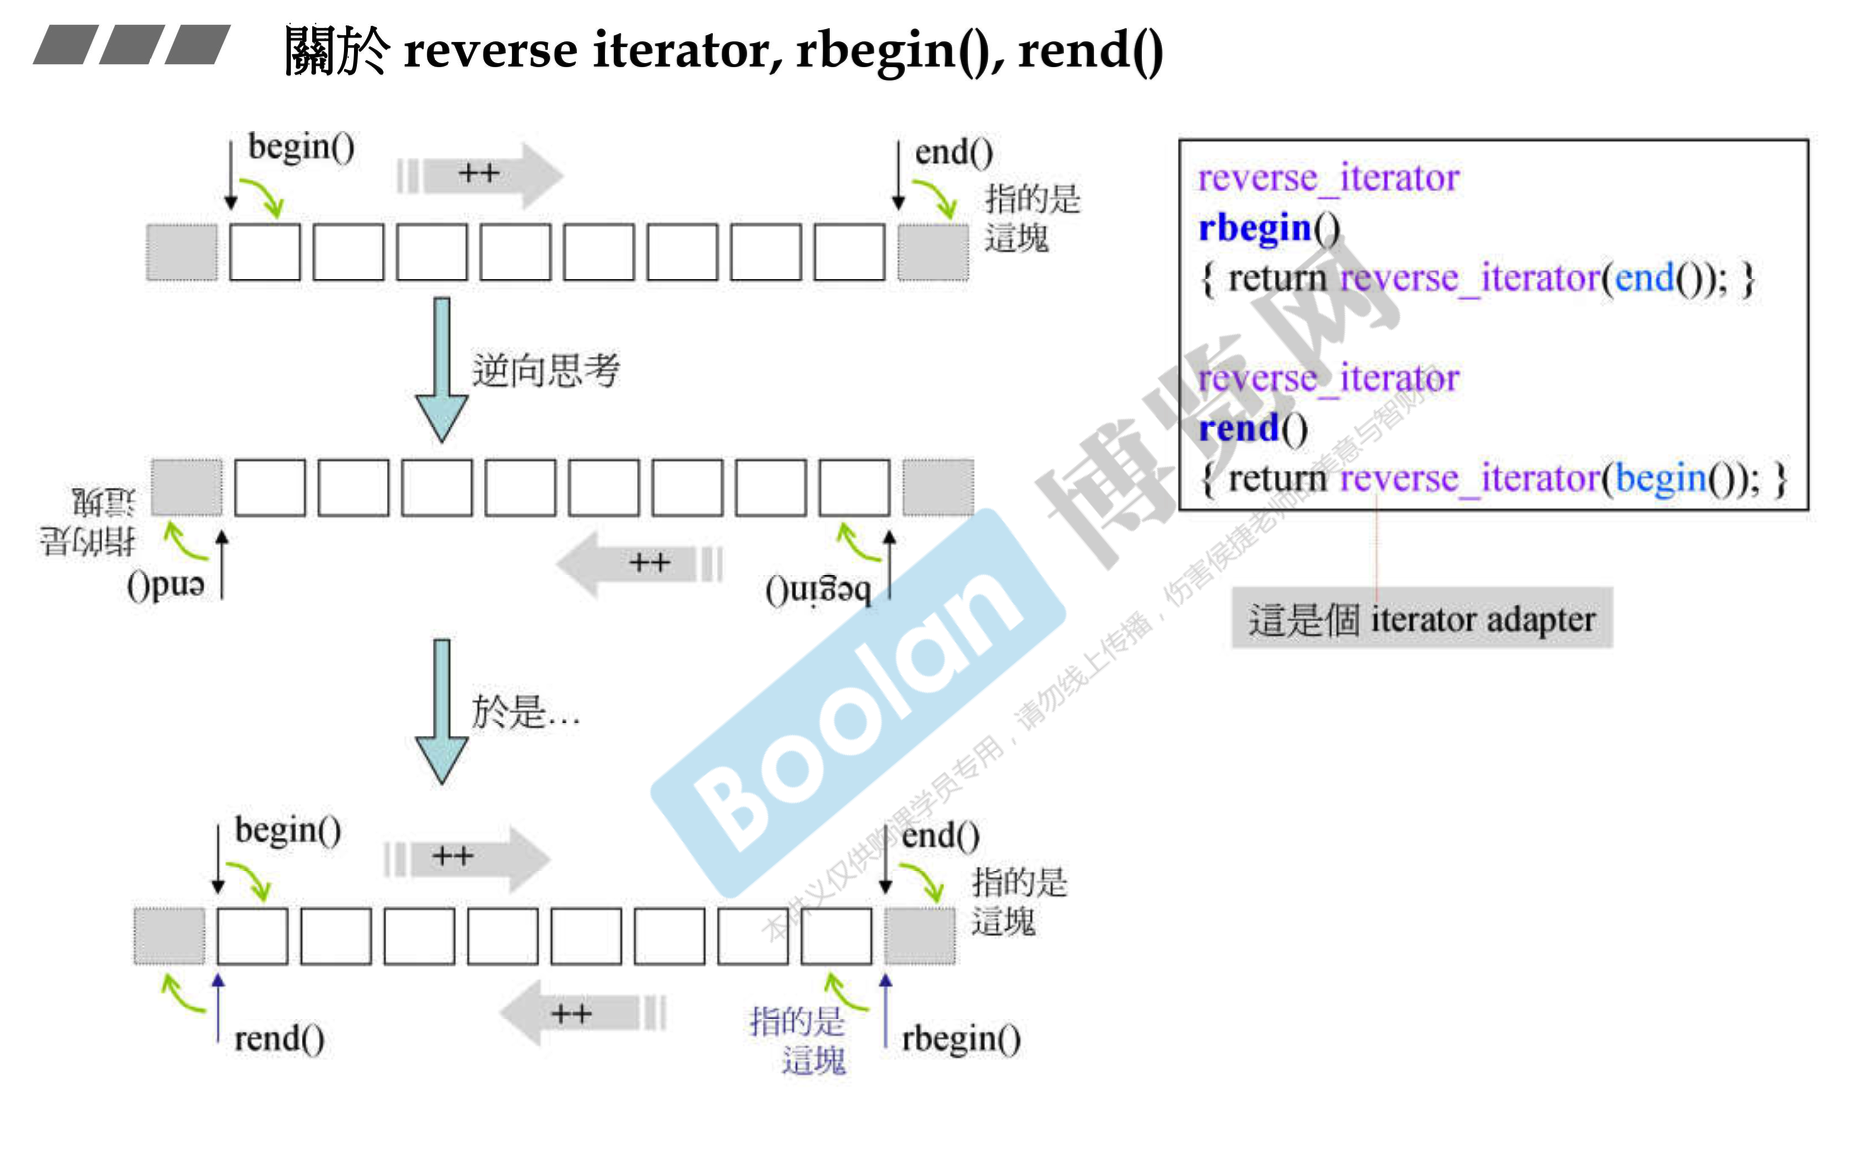 關於 reverse iterator, rbegin(), rend()
begin()
++
end()
指的是
這塊
逆向思考
指的是
這塊
end()
++
begin()
於是...
begin()
++
end()
指的是
這塊
rend()
++
指的是
這塊
rbegin()
reverse_iterator
rbegin()
{ return reverse_iterator(end()); }
reverse_iterator
rend()
{ return reverse_iterator(begin()); }
這是個 iterator adapter
Boolan 博览网
本讲义仅供购课学员专用，请勿线上传播，伤害侯捷老师的美意与智财